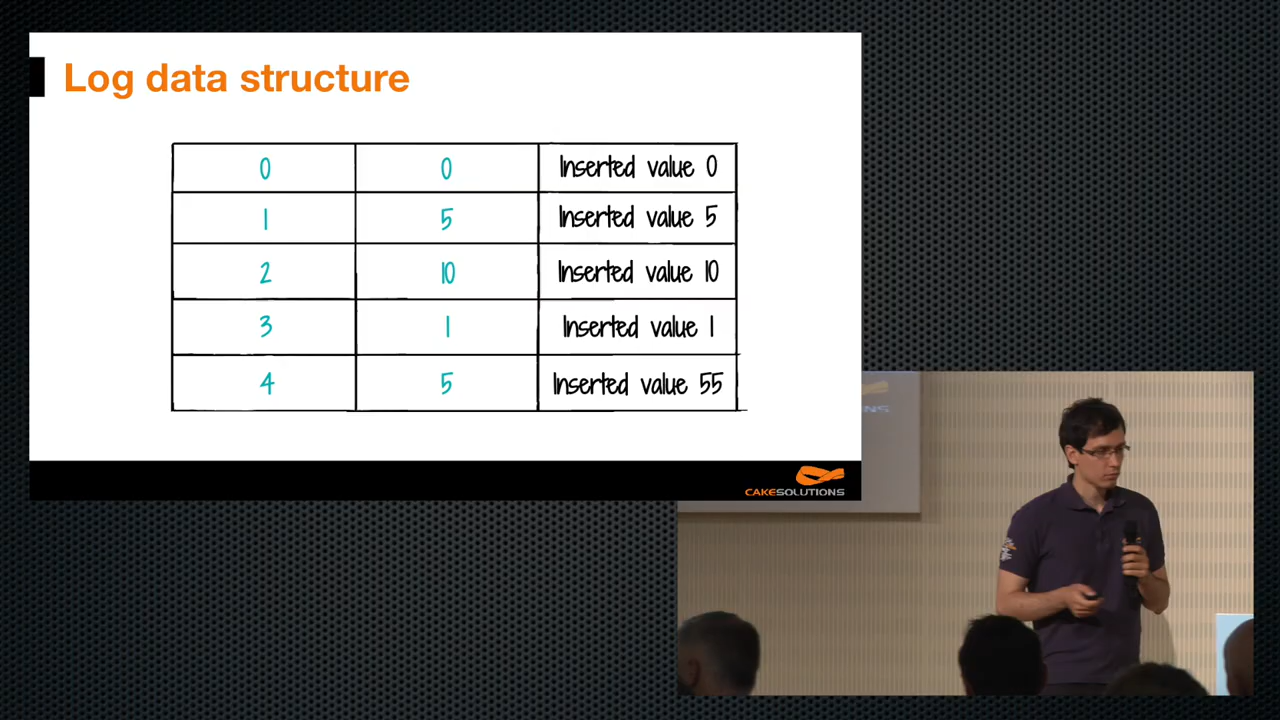 Log data structure
0 0 Inserted value 0
1 5 Inserted value 5
2 10 Inserted value 10
3 1 Inserted value 1
4 5 Inserted value 55
CAKESOLUTIONS